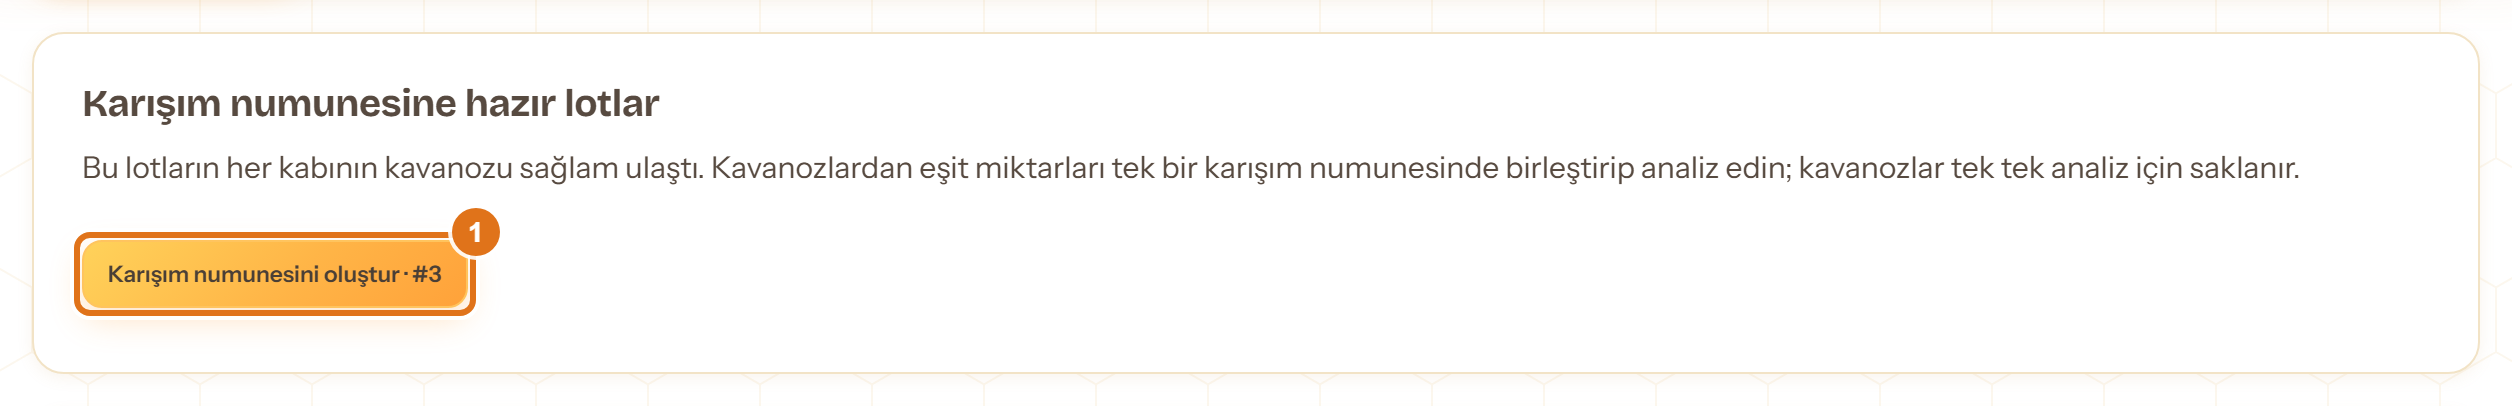 Karışım numunesine hazır lotlar
Bu lotların her kabının kavanozu sağlam ulaştı. Kavanozlardan eşit miktarları tek bir karışım numunesinde birleştirip analiz edin; kavanozlar tek tek analiz için saklanır.
1
Karışım numunesini oluştur · #3